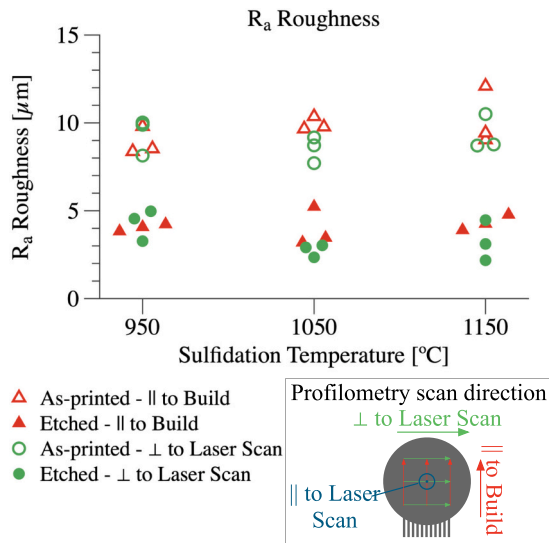 Rₐ Roughness
15
10
5
0
Rₐ Roughness [µm]
950 1050 1150
Sulfidation Temperature [ºC]
As-printed - || to Build
Etched - || to Build
As-printed - ⊥ to Laser Scan
Etched - ⊥ to Laser Scan
Profilometry scan direction
⊥ to Laser Scan
|| to Laser
Scan
|| to Build